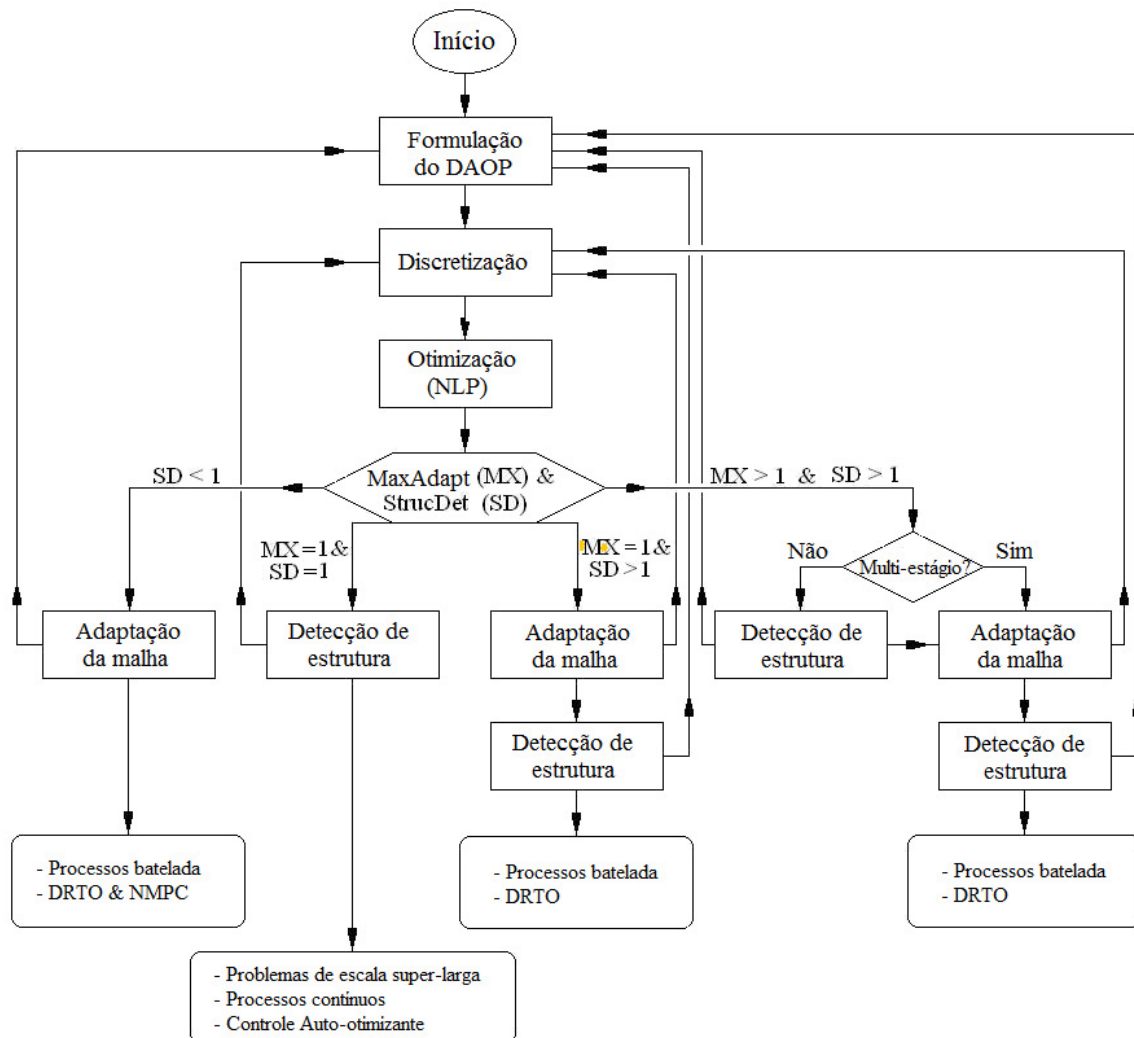 Início
Formulação
do DAOP
Discretização
Otimização
(NLP)
SD < 1
MaxAdapt (MX) &
StrucDet (SD)
MX > 1 & SD > 1
MX = 1 &
SD = 1
MX = 1 &
SD > 1
Não
Multi-estágio?
Sim
Adaptação
da malha
Detecção de
estrutura
Adaptação
da malha
Detecção de
estrutura
Adaptação
da malha
Detecção de
estrutura
Detecção de
estrutura
- Processos batelada
- DRTO & NMPC
- Processos batelada
- DRTO
- Processos batelada
- DRTO
- Problemas de escala super-larga
- Processos contínuos
- Controle Auto-otimizante